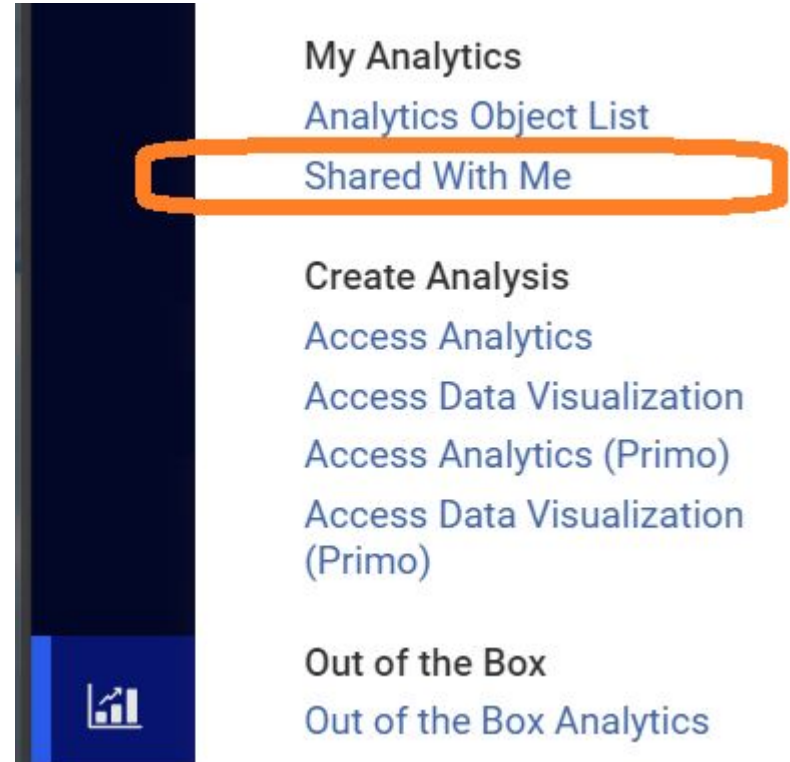 My Analytics
Analytics Object List
Shared With Me
Create Analysis
Access Analytics
Access Data Visualization
Access Analytics (Primo)
Access Data Visualization
(Primo)
Out of the Box
Out of the Box Analytics